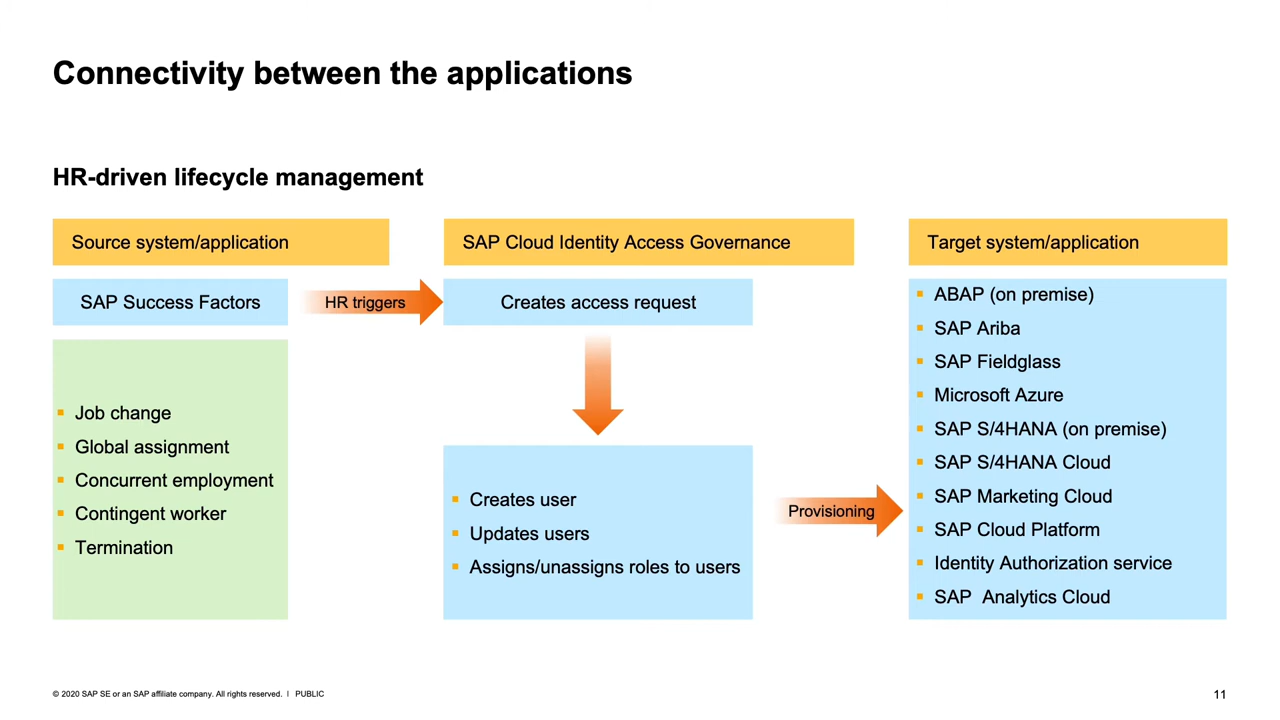 Connectivity between the applications
HR-driven lifecycle management
Source system/application
SAP Success Factors
HR triggers
Job change
Global assignment
Concurrent employment
Contingent worker
Termination
SAP Cloud Identity Access Governance
Creates access request
Creates user
Updates users
Assigns/unassigns roles to users
Provisioning
Target system/application
ABAP (on premise)
SAP Ariba
SAP Fieldglass
Microsoft Azure
SAP S/4HANA (on premise)
SAP S/4HANA Cloud
SAP Marketing Cloud
SAP Cloud Platform
Identity Authorization service
SAP  Analytics Cloud
© 2020 SAP SE or an SAP affiliate company. All rights reserved. | PUBLIC
11